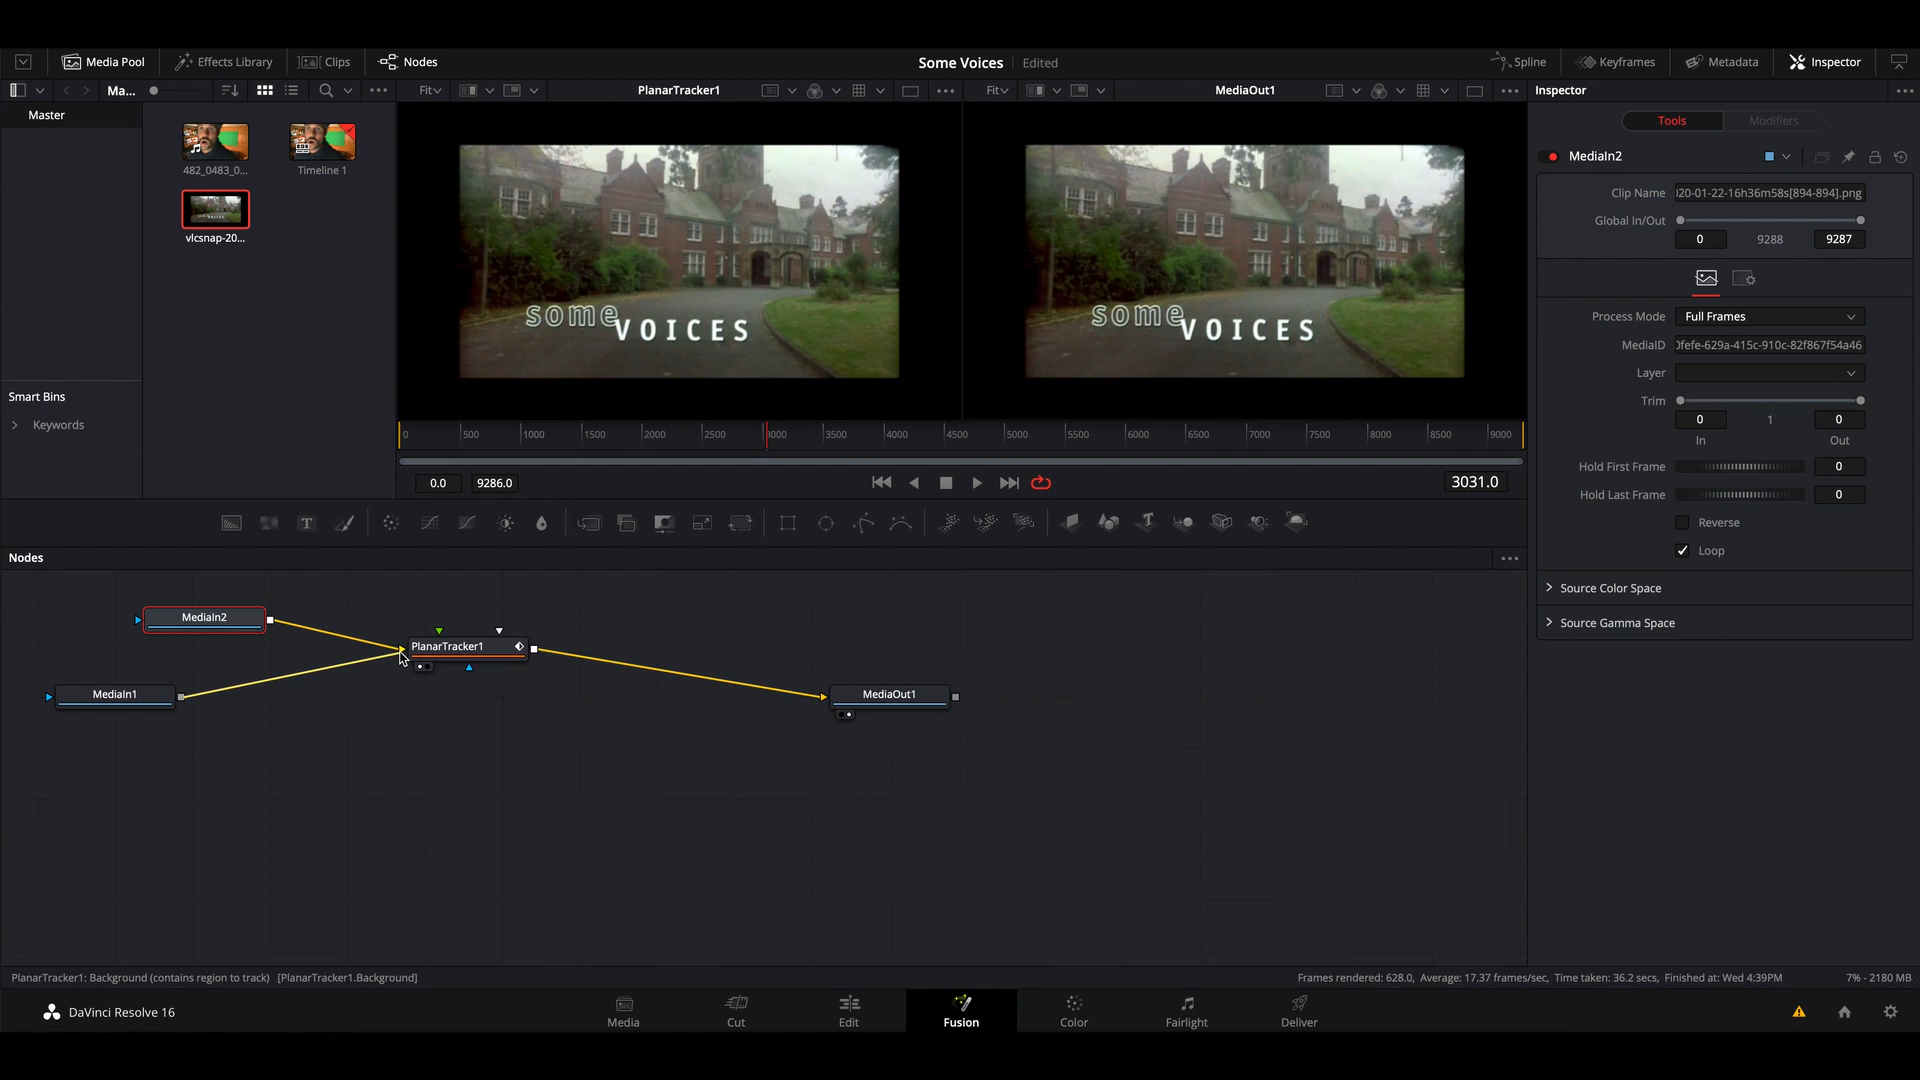 Media Pool
Effects Library
Clips
Nodes
Some Voices
Edited
Spline
Keyframes
Metadata
Inspector
Ma...
Fit
PlanarTracker1
Fit
MediaOut1
Inspector
Master
482_0483_0...
Timeline 1
vlcsnap-20...
Smart Bins
Keywords
some
VOICES
some
VOICES
0 500 1000 1500 2000 2500 3000 3500 4000 4500 5000 5500 6000 6500 7000 7500 8000 8500 9000
0.0
9286.0
3031.0
T
T
Tools
Modifiers
MediaIn2
Clip Name
20-01-22-16h36m58s[894-894].png
Global In/Out
0
9288
9287
Process Mode
Full Frames
MediaID
fefe-629a-415c-910c-82f867f54a46
Layer
Trim
0
1
0
In
Out
Hold First Frame
0
Hold Last Frame
0
Reverse
Loop
Source Color Space
Source Gamma Space
Nodes
MediaIn2
PlanarTracker1
MediaIn1
MediaOut1
PlanarTracker1: Background (contains region to track) [PlanarTracker1.Background]
Frames rendered: 628.0, Average: 17.37 frames/sec, Time taken: 36.2 secs, Finished at: Wed 4:39PM
7% - 2180 MB
DaVinci Resolve 16
Media
Cut
Edit
Fusion
Color
Fairlight
Deliver